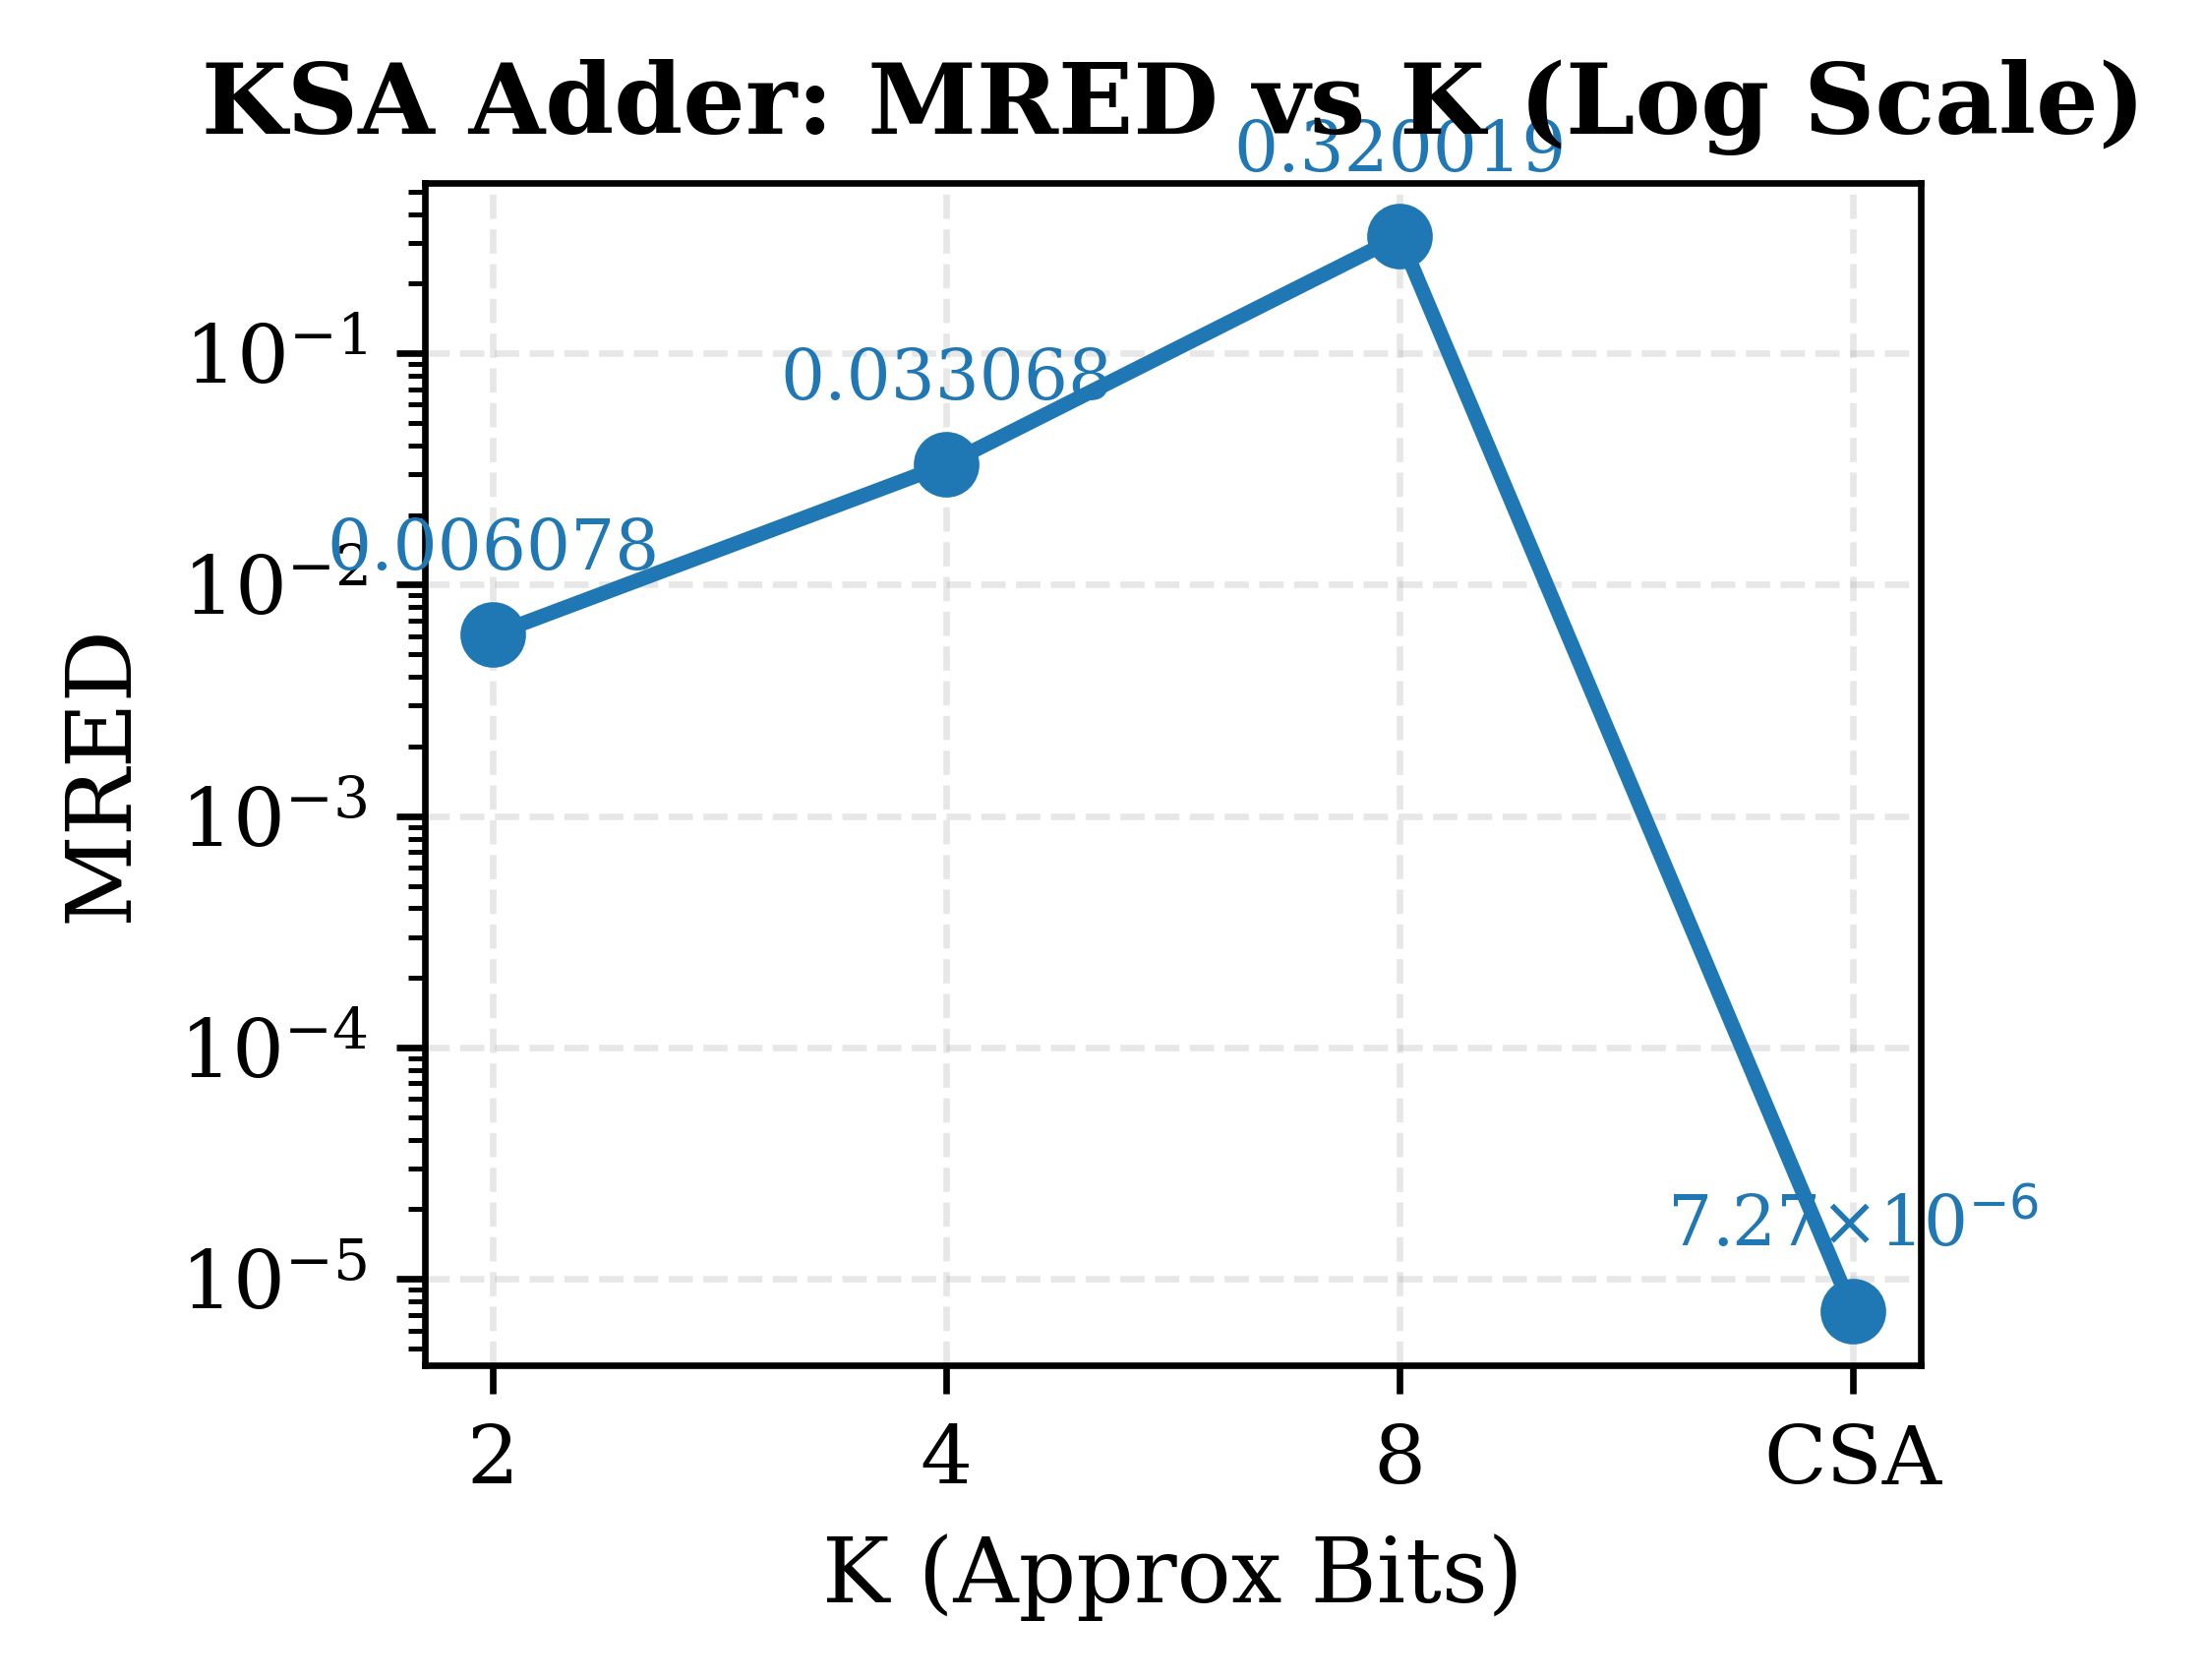 KSA Adder: MRED vs K (Log Scale)
0.320019
10⁻¹
0.033068
0.006078
10⁻²
MRED
10⁻³
10⁻⁴
7.27×10⁻⁶
10⁻⁵
2 4 8 CSA
K (Approx Bits)